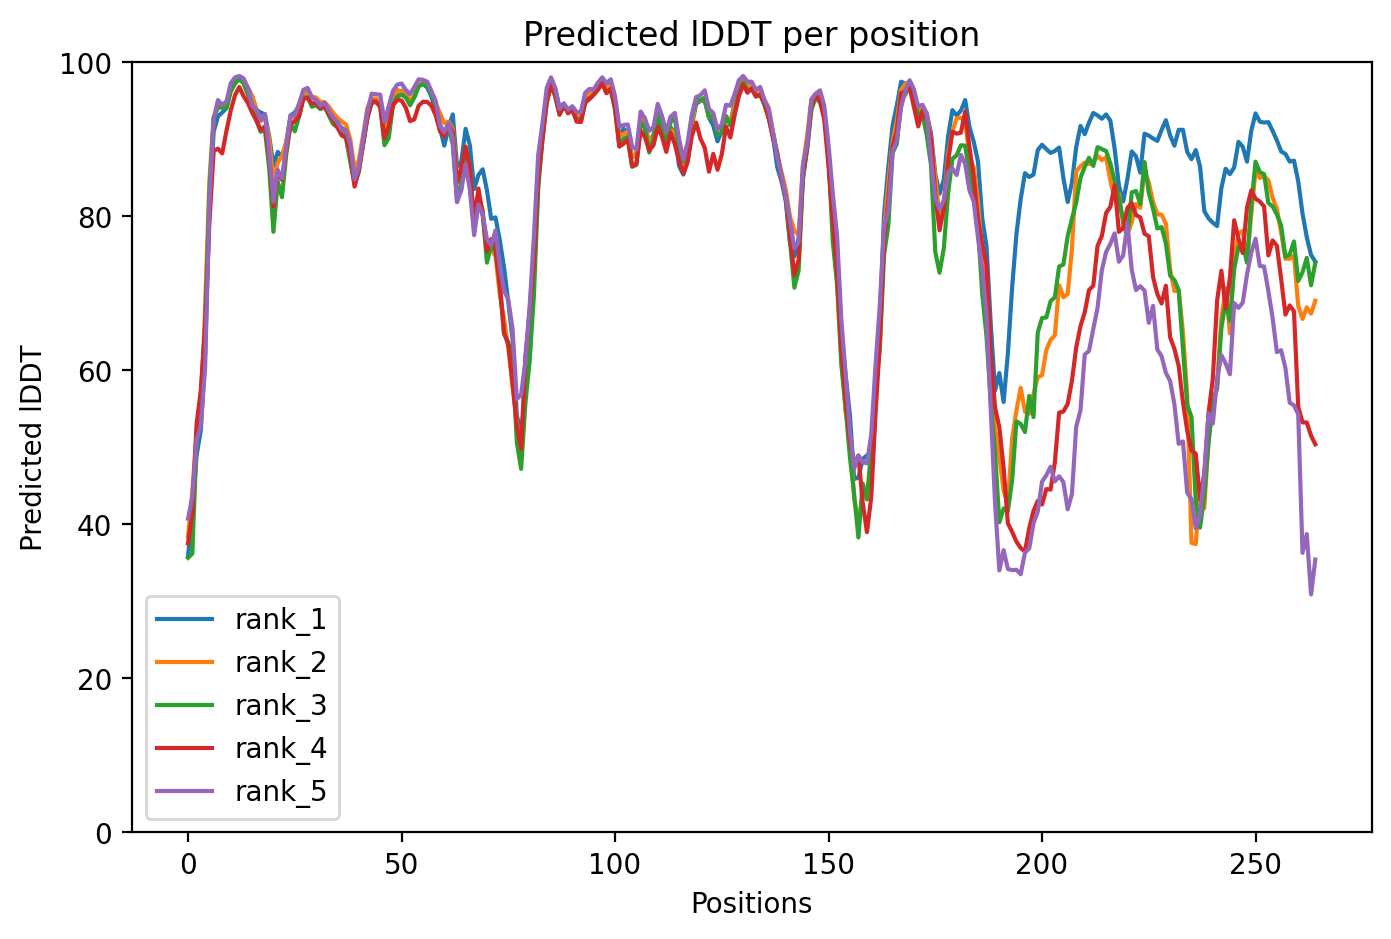 Predicted lDDT per position
100
80
60
40
20
0
Predicted lDDT
rank_1
rank_2
rank_3
rank_4
rank_5
0 50 100 150 200 250
Positions